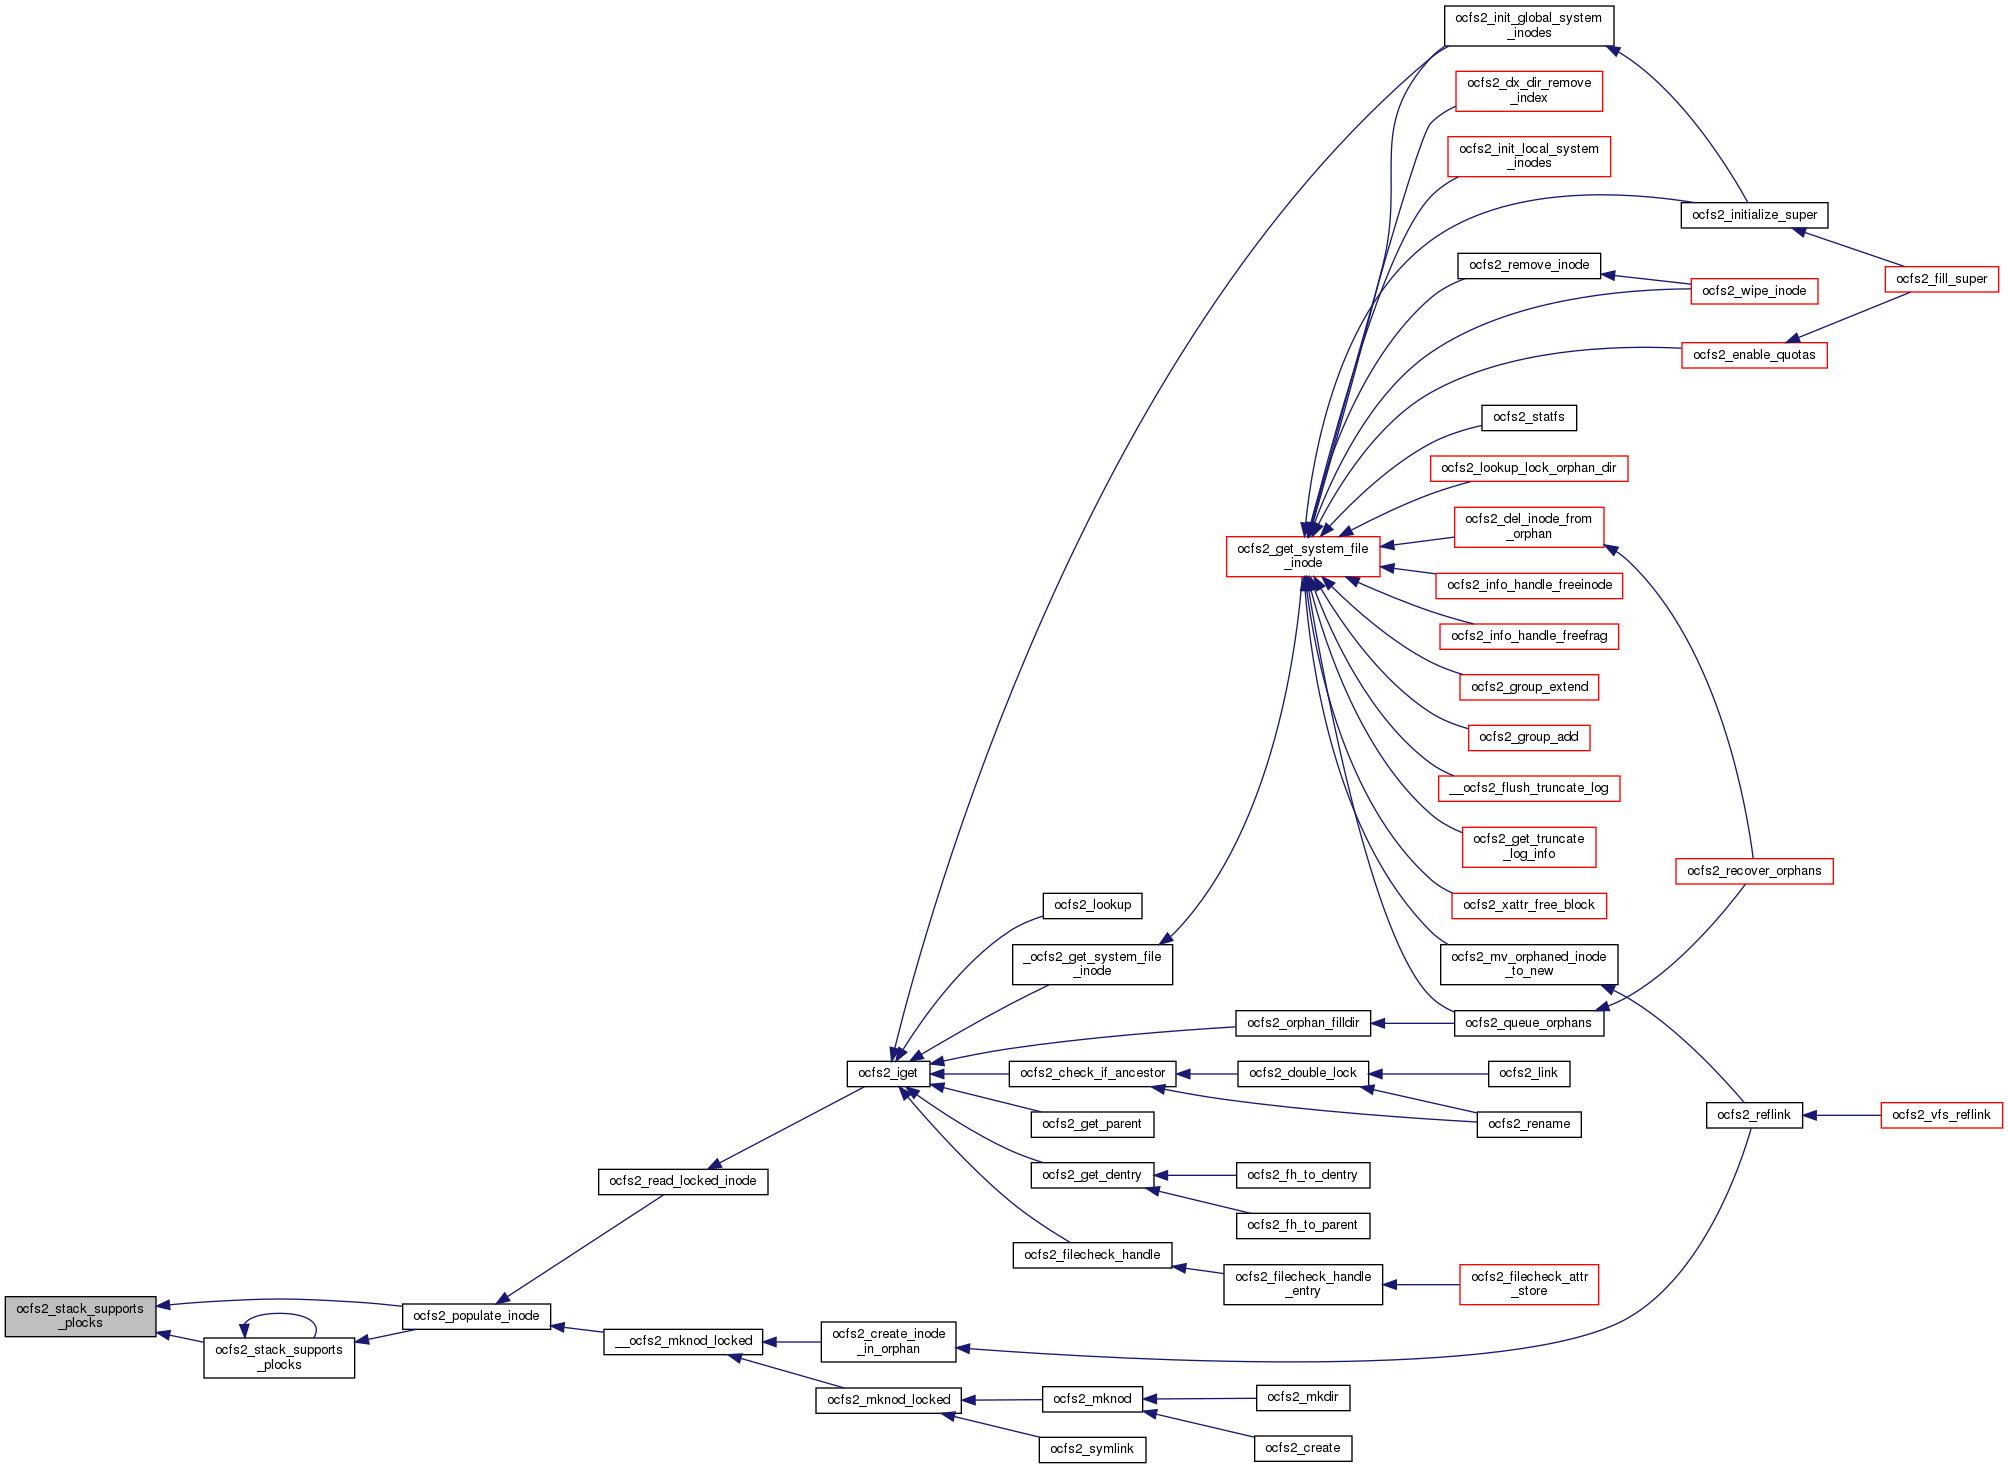 ocfs2_init_global_system
_inodes
ocfs2_dx_dir_remove
_index
ocfs2_init_local_system
_inodes
ocfs2_initialize_super
ocfs2_remove_inode
ocfs2_fill_super
ocfs2_wipe_inode
ocfs2_enable_quotas
ocfs2_statfs
ocfs2_lookup_lock_orphan_dir
ocfs2_del_inode_from
_orphan
ocfs2_get_system_file
_inode
ocfs2_info_handle_freeinode
ocfs2_info_handle_freefrag
ocfs2_group_extend
ocfs2_group_add
__ocfs2_flush_truncate_log
ocfs2_get_truncate
_log_info
ocfs2_recover_orphans
ocfs2_xattr_free_block
ocfs2_lookup
_ocfs2_get_system_file
_inode
ocfs2_mv_orphaned_inode
_to_new
ocfs2_orphan_filldir
ocfs2_queue_orphans
ocfs2_iget
ocfs2_check_if_ancestor
ocfs2_double_lock
ocfs2_link
ocfs2_get_parent
ocfs2_rename
ocfs2_reflink
ocfs2_vfs_reflink
ocfs2_read_locked_inode
ocfs2_get_dentry
ocfs2_fh_to_dentry
ocfs2_fh_to_parent
ocfs2_filecheck_handle
ocfs2_filecheck_handle
_entry
ocfs2_filecheck_attr
_store
ocfs2_stack_supports
_plocks
ocfs2_populate_inode
ocfs2_stack_supports
_plocks
__ocfs2_mknod_locked
ocfs2_create_inode
_in_orphan
ocfs2_mknod_locked
ocfs2_mknod
ocfs2_mkdir
ocfs2_symlink
ocfs2_create